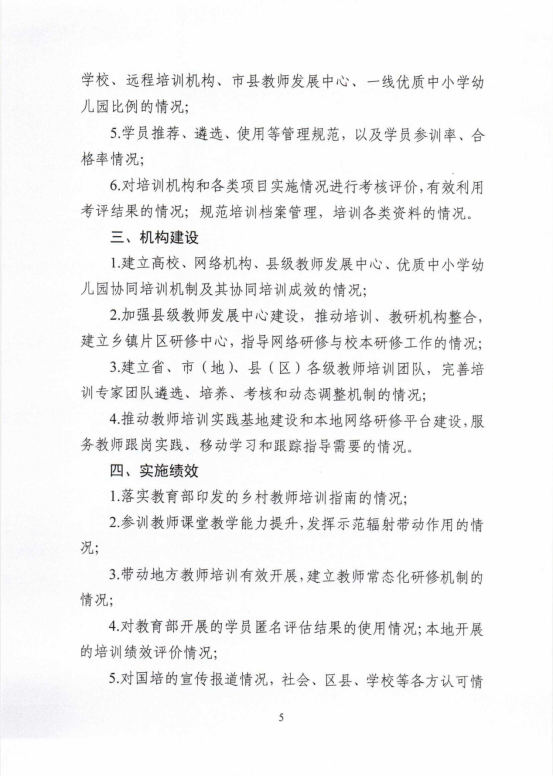 学校、远程培训机构、市县教师发展中心、一线优质中小学幼
儿园比例的情况；
5.学员推荐、遴选、使用等管理规范，以及学员参训率、合
格率情况；
6.对培训机构和各类项目实施情况进行考核评价,有效利用
考评结果的情况；规范培训档案管理，培训各类资料的情况。
三、机构建设
1.建立高校、网络机构、县级教师发展中心、优质中小学幼
儿园协同培训机制及其协同培训成效的情况；
2.加强县级教师发展中心建设，推动培训、教研机构整合，
建立乡镇片区研修中心，指导网络研修与校本研修工作的情况；
3.建立省、市（地）、县（区）各级教师培训团队，完善培
训专家团队遴选、培养、考核和动态调整机制的情况；
4.推动教师培训实践基地建设和本地网络研修平台建设,服
务教师跟岗实践、移动学习和跟踪指导需要的情况。
四、实施绩效
1.落实教育部印发的乡村教师培训指南的情况；
2.参训教师课堂教学能力提升,发挥示范辐射带动作用的情
况；
3.带动地方教师培训有效开展,建立教师常态化研修机制的
情况；
4.对教育部开展的学员匿名评估结果的使用情况；本地开展
的培训绩效评价情况；
5.对国培的宣传报道情况，社会、区县、学校等各方认可情
5